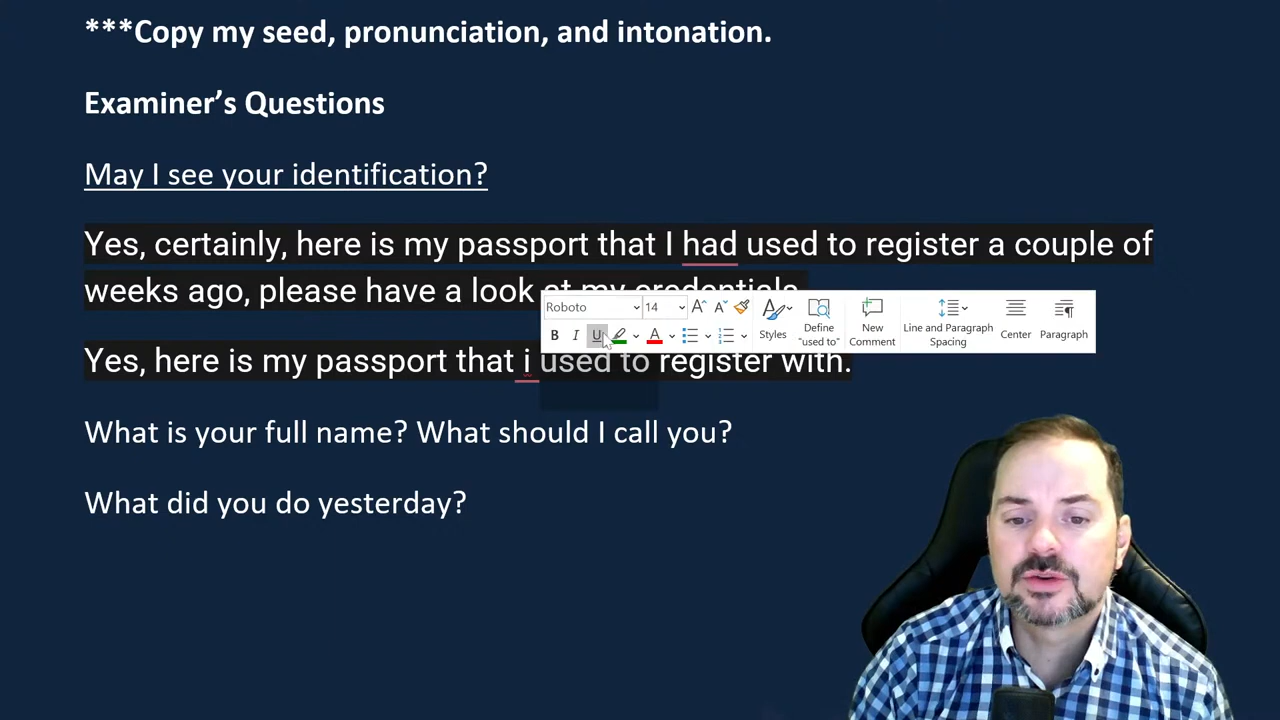 ***Copy my seed, pronunciation, and intonation.
Examiner's Questions
May I see your identification?
Yes, certainly, here is my passport that I had used to register a couple of
weeks ago, please have a look at my credentials.
Roboto 14
Styles
Define "used to"
New Comment
Line and Paragraph Spacing
Center
Paragraph
B I U A
Yes, here is my passport that i used to register with.
What is your full name? What should I call you?
What did you do yesterday?